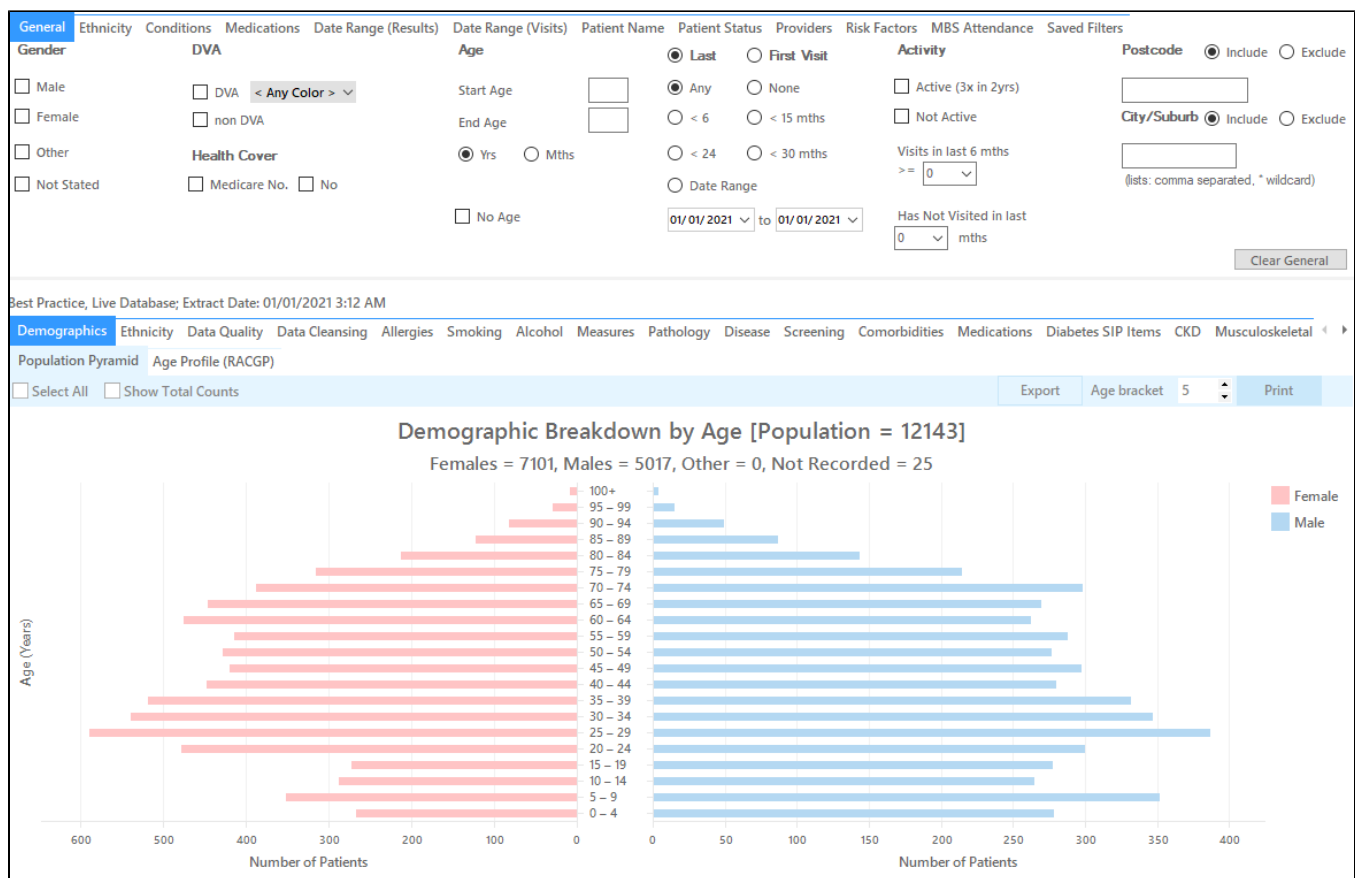 General Ethnicity Conditions Medications Date Range (Results) Date Range (Visits) Patient Name Patient Status Providers Risk Factors MBS Attendance Saved Filters
Gender DVA Age Last First Visit Activity Postcode Include Exclude
Male DVA < Any Color > Start Age Any None Active (3x in 2yrs)
Female non DVA End Age < 6 < 15 mths Not Active City/Suburb Include Exclude
Other Health Cover Yrs Mths < 24 < 30 mths Visits in last 6 mths
>= 0
Not Stated Medicare No. No Date Range (lists: comma separated, * wildcard)
No Age 01/01/2021 to 01/01/2021 Has Not Visited in last
0 mths
Clear General
Best Practice, Live Database; Extract Date: 01/01/2021 3:12 AM
Demographics Ethnicity Data Quality Data Cleansing Allergies Smoking Alcohol Measures Pathology Disease Screening Comorbidities Medications Diabetes SIP Items CKD Musculoskeletal
Population Pyramid Age Profile (RACGP)
Select All Show Total Counts Export Age bracket 5 Print
Demographic Breakdown by Age [Population = 12143]
Females = 7101, Males = 5017, Other = 0, Not Recorded = 25
Female
Male
Age (Years)
100+
95 – 99
90 – 94
85 – 89
80 – 84
75 – 79
70 – 74
65 – 69
60 – 64
55 – 59
50 – 54
45 – 49
40 – 44
35 – 39
30 – 34
25 – 29
20 – 24
15 – 19
10 – 14
5 – 9
0 – 4
600 500 400 300 200 100 0 0 50 100 150 200 250 300 350 400
Number of Patients Number of Patients